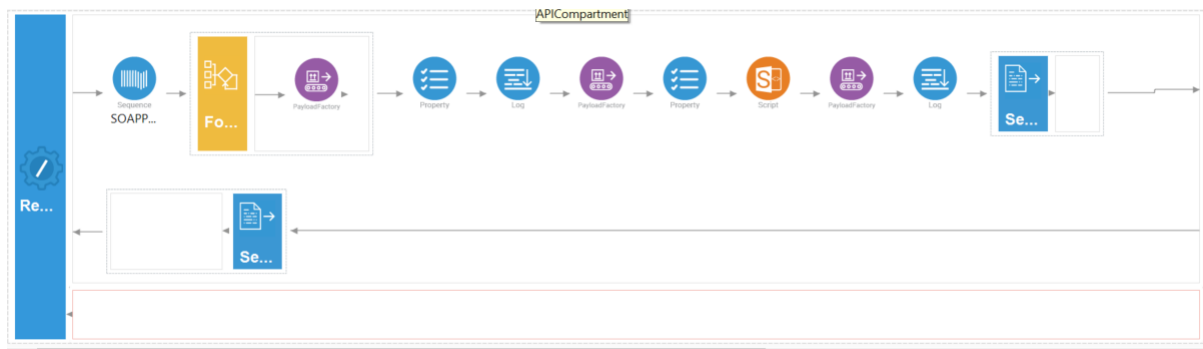 APICompartment
Sequence
SOAPP...
Fo...
PayloadFactory
Property
Log
PayloadFactory
Property
Script
PayloadFactory
Log
Se...
Re...
Se...